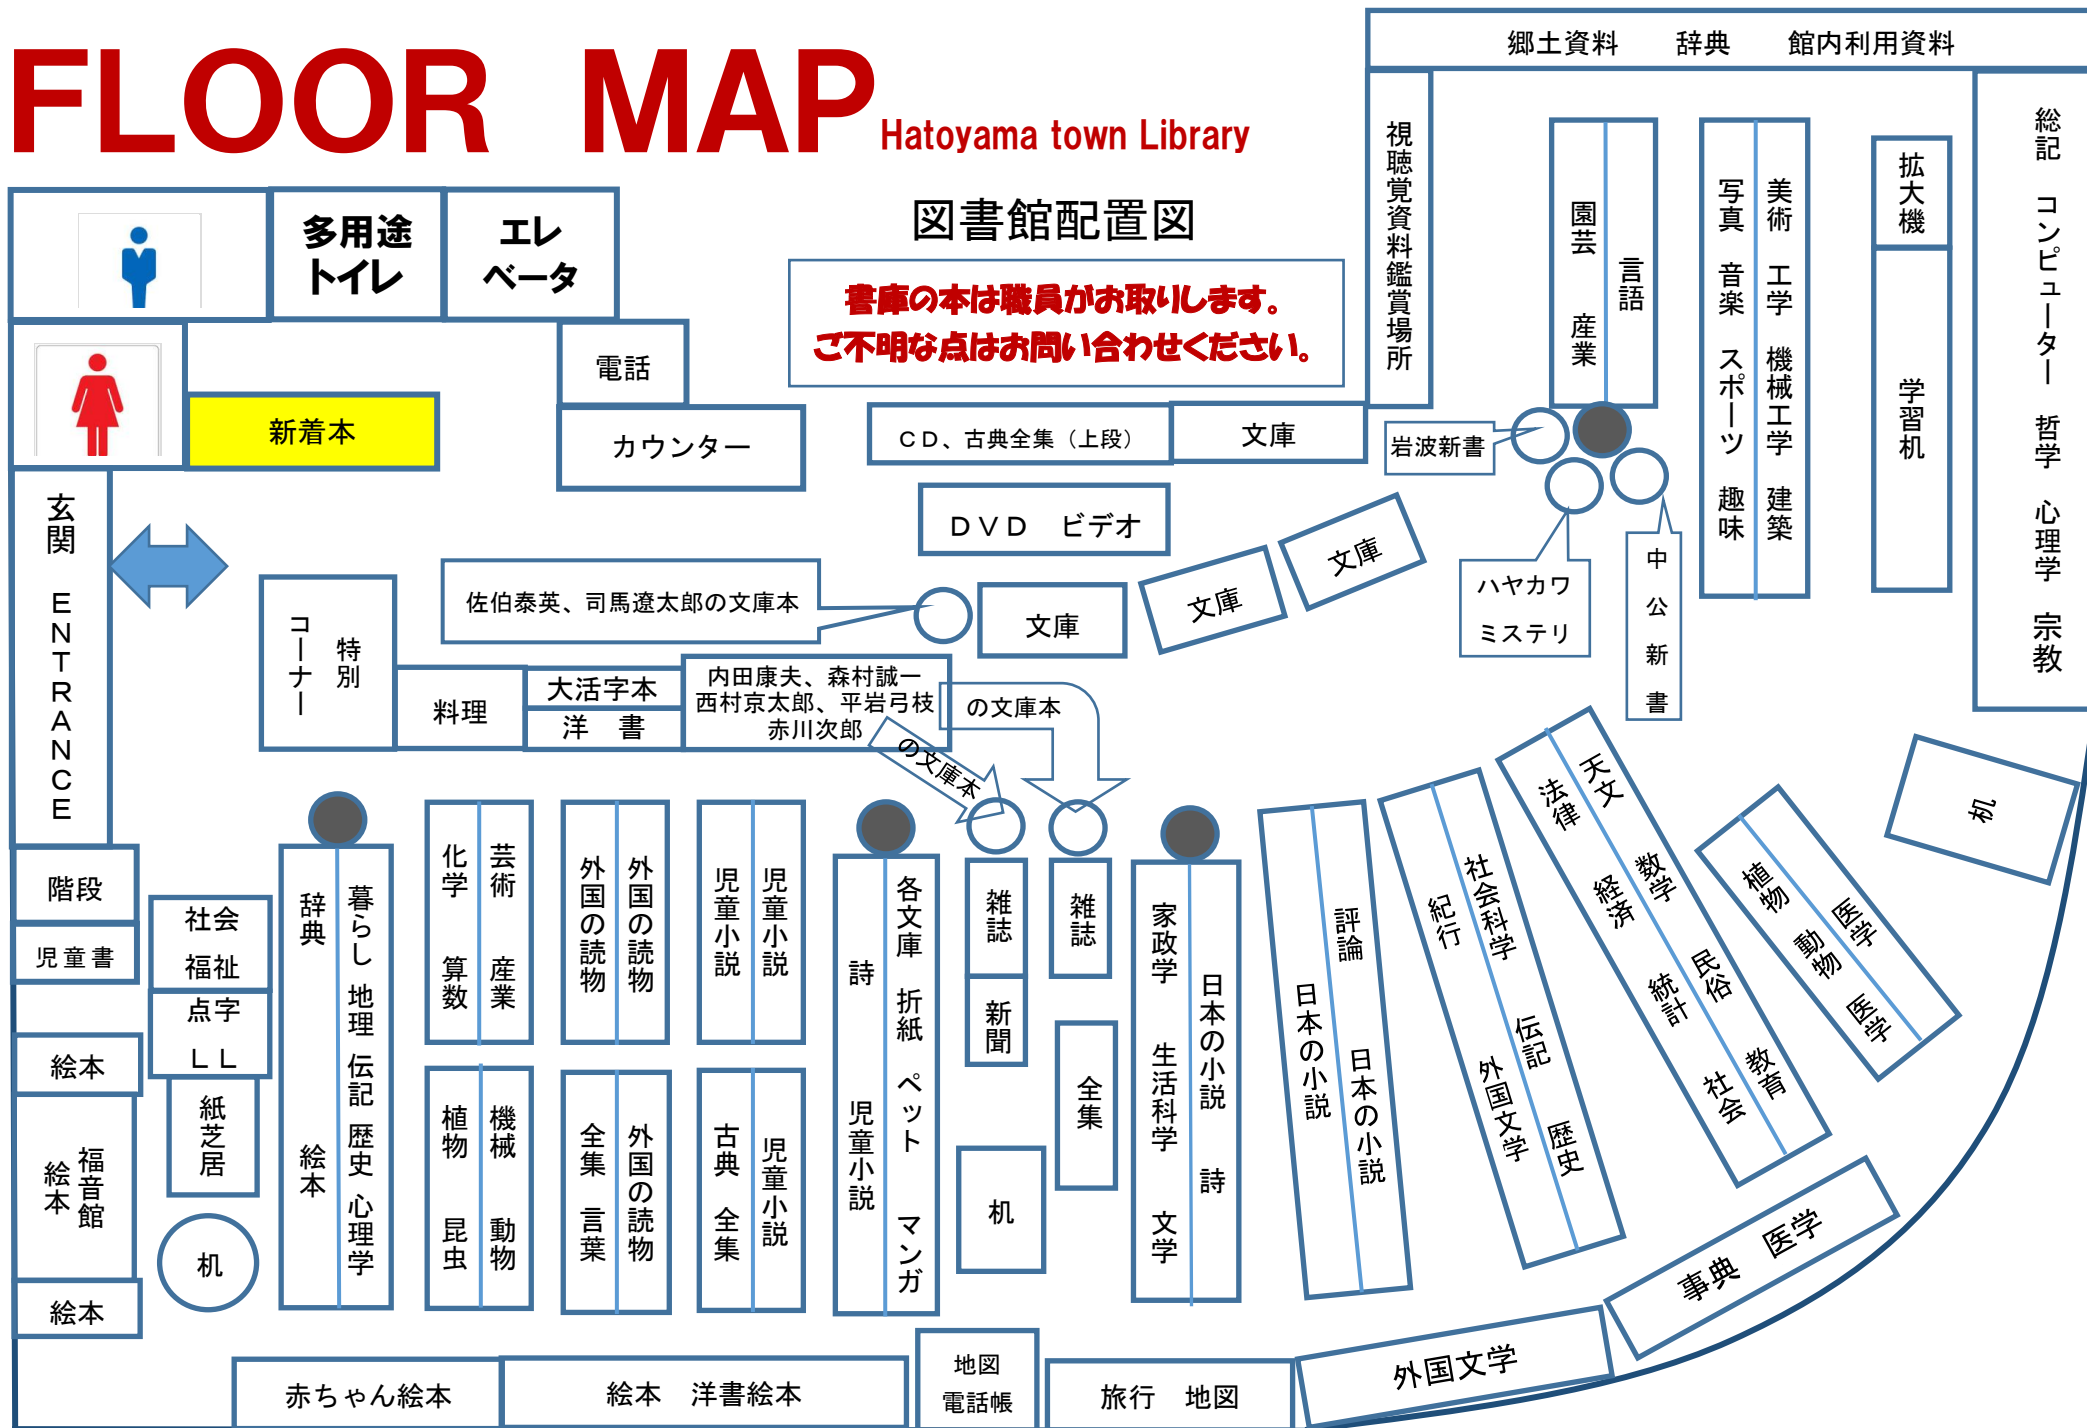 FLOOR MAP
Hatoyama town Library
図書館配置図
書庫の本は職員がお取りします。
ご不明な点はお問い合わせください。
郷土資料 辞典 館内利用資料
視聴覚資料鑑賞場所
園芸 産業
言語
写真 音楽 スポーツ 趣味
美術 工学 機械工学 建築
拡大機
学習机
総記 コンピューター 哲学 心理学 宗教
多用途
トイレ
エレ
ベータ
電話
新着本
カウンター
CD、古典全集（上段）
文庫
岩波新書
ハヤカワ
ミステリ
中公新書
DVD ビデオ
文庫
文庫
文庫
佐伯泰英、司馬遼太郎の文庫本
玄関 ENTRANCE
特別
コーナー
料理
大活字本
洋 書
内田康夫、森村誠一
西村京太郎、平岩弓枝
赤川次郎
の文庫本
の文庫本
階段
児童書
絵本
福音館
絵本
絵本
社会
福祉
点字
LL
紙芝居
机
辞典 絵本
暮らし 地理 伝記 歴史 心理学
化学 算数
芸術 産業
植物 昆虫
機械 動物
外国の読物
外国の読物
全集 言葉
外国の読物
児童小説
児童小説
古典 全集
児童小説
詩 児童小説
各文庫 折紙 ペット マンガ
雑誌
新聞
机
雑誌
全集
家政学 生活科学 文学
日本の小説 詩
日本の小説
評論 日本の小説
紀行 外国文学
社会科学 伝記 歴史
法律 経済 統計 社会
天文 数学 民俗 教育
植物 動物 医学
医学
机
事典 医学
外国文学
旅行 地図
地図
電話帳
絵本 洋書絵本
赤ちゃん絵本